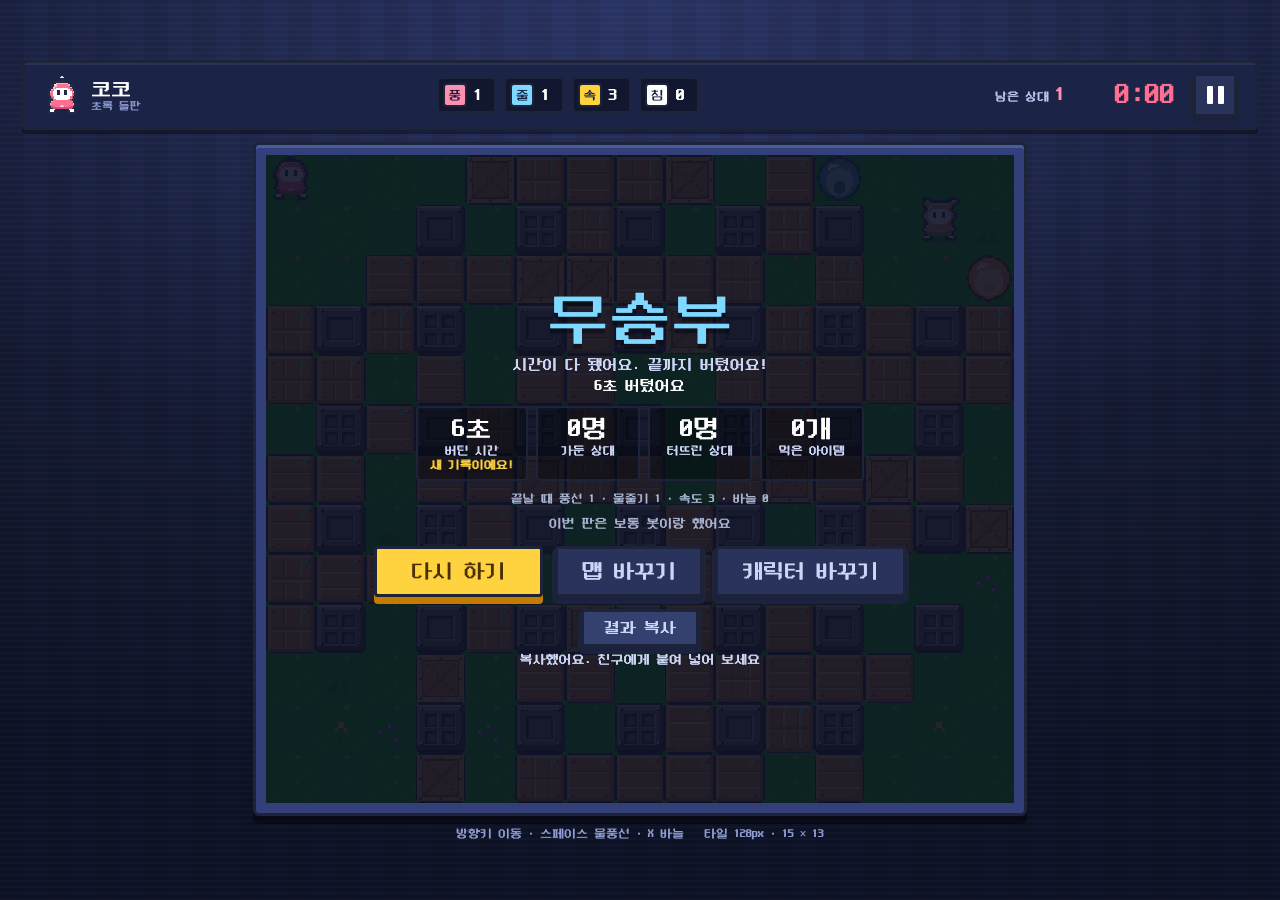 코코
초록 들판
풍 1 줄 1 속 3 침 0
남은 상대 1
0:00
무승부
시간이 다 됐어요. 끝까지 버텼어요!
6초 버텼어요
6초 0명 0명 0개
버틴 시간 가둔 상대 터뜨린 상대 먹은 아이템
새 기록이에요!
끝날 때 풍선 1 · 물줄기 1 · 속도 3 · 바늘 0
이번 판은 보통 봇이랑 했어요
다시 하기 맵 바꾸기 캐릭터 바꾸기
결과 복사
복사했어요. 친구에게 붙여 넣어 보세요
방향키 이동 · 스페이스 물풍선 · X 바늘 타일 128px · 15 × 13